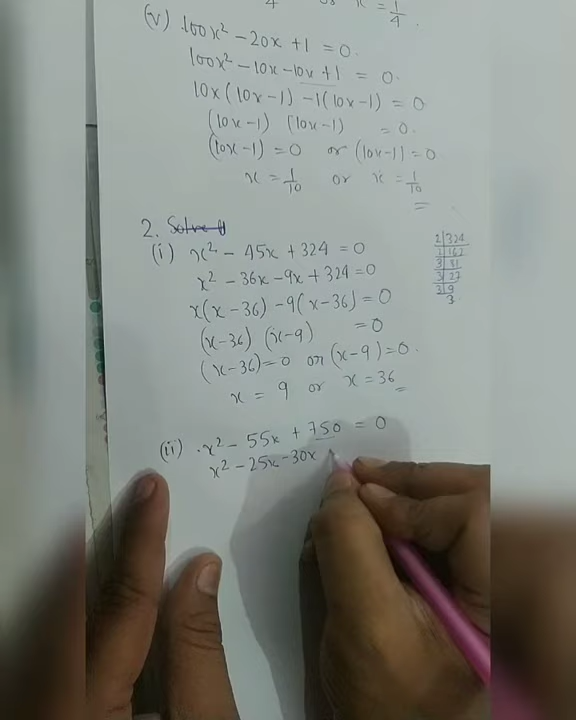 4 or x = 1/4.
(v) 100x² - 20x + 1 = 0.
100x² - 10x - 10x + 1 = 0.
10x(10x-1) -1(10x-1) = 0
(10x-1) (10x-1) = 0.
(10x-1) = 0 or (10x-1) = 0
x = 1/10 or x = 1/10
=
2. Solve
(i) x² - 45x + 324 = 0
x² - 36x - 9x + 324 = 0
x(x-36) -9(x-36) = 0
(x-36) (x-9) = 0
(x-36) = 0 or (x-9) = 0.
x = 9 or x = 36
=
2 324
2 162
3 81
3 27
3 9
3
(ii) x² - 55x + 750 = 0
x² - 25x - 30x